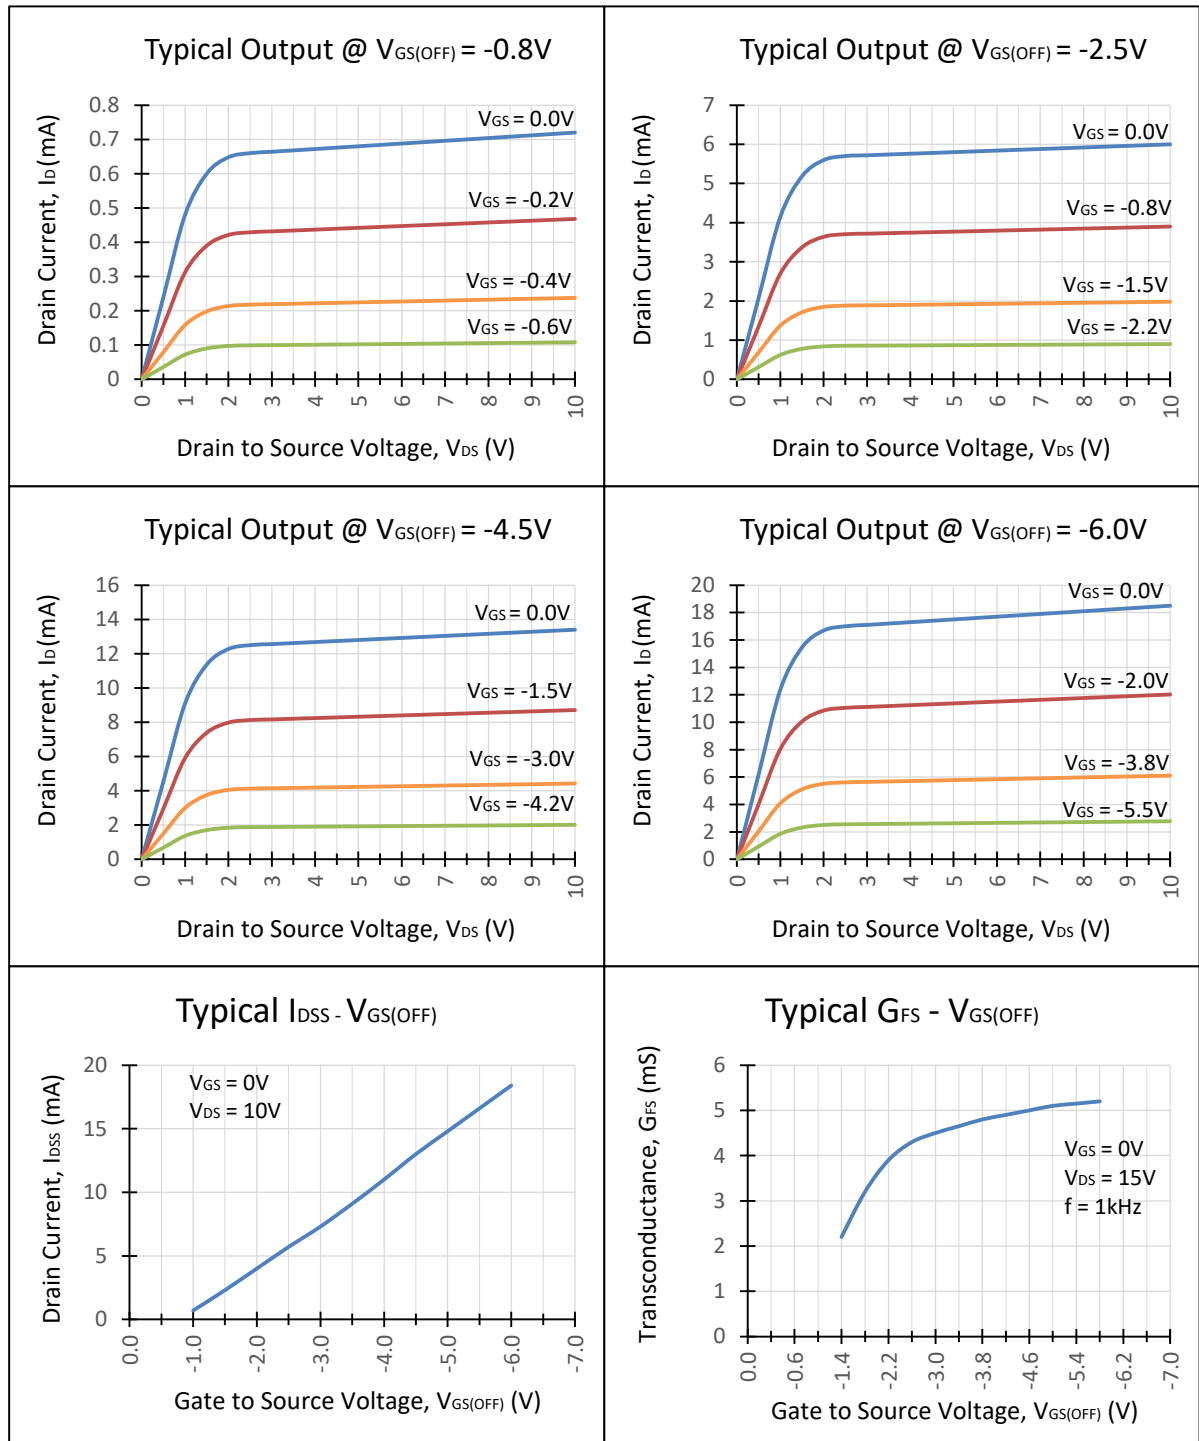 Typical Output @ VGS(OFF) = -0.8V
Drain Current, ID (mA)
0.8
0.7
0.6
0.5
0.4
0.3
0.2
0.1
0
VGS = 0.0V
VGS = -0.2V
VGS = -0.4V
VGS = -0.6V
0 1 2 3 4 5 6 7 8 9 10
Drain to Source Voltage, VDS (V)
Typical Output @ VGS(OFF) = -2.5V
Drain Current, ID (mA)
7
6
5
4
3
2
1
0
VGS = 0.0V
VGS = -0.8V
VGS = -1.5V
VGS = -2.2V
0 1 2 3 4 5 6 7 8 9 10
Drain to Source Voltage, VDS (V)
Typical Output @ VGS(OFF) = -4.5V
Drain Current, ID (mA)
16
14
12
10
8
6
4
2
0
VGS = 0.0V
VGS = -1.5V
VGS = -3.0V
VGS = -4.2V
0 1 2 3 4 5 6 7 8 9 10
Drain to Source Voltage, VDS (V)
Typical Output @ VGS(OFF) = -6.0V
Drain Current, ID (mA)
20
18
16
14
12
10
8
6
4
2
0
VGS = 0.0V
VGS = -2.0V
VGS = -3.8V
VGS = -5.5V
0 1 2 3 4 5 6 7 8 9 10
Drain to Source Voltage, VDS (V)
Typical IDSS - VGS(OFF)
Drain Current, IDSS (mA)
20
15
10
5
0
VGS = 0V
VDS = 10V
0.0 -1.0 -2.0 -3.0 -4.0 -5.0 -6.0 -7.0
Gate to Source Voltage, VGS(OFF) (V)
Typical GFS - VGS(OFF)
Transconductance, GFS (mS)
6
5
4
3
2
1
0
VGS = 0V
VDS = 15V
f = 1kHz
0.0 -0.6 -1.4 -2.2 -3.0 -3.8 -4.6 -5.4 -6.2 -7.0
Gate to Source Voltage, VGS(OFF) (V)